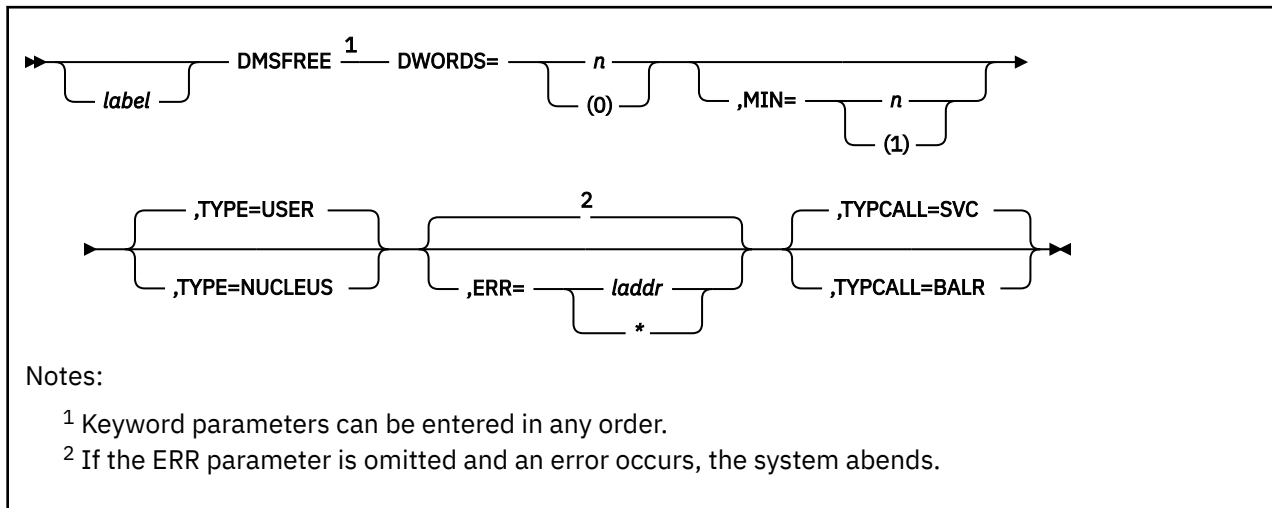 1
DMSFREE DWORDS= n
label (0) ,MIN= n
(1)
,TYPE=USER 2 ,TYPCALL=SVC
,TYPE=NUCLEUS ,ERR= laddr ,TYPCALL=BALR
*
Notes:
1 Keyword parameters can be entered in any order.
2 If the ERR parameter is omitted and an error occurs, the system abends.